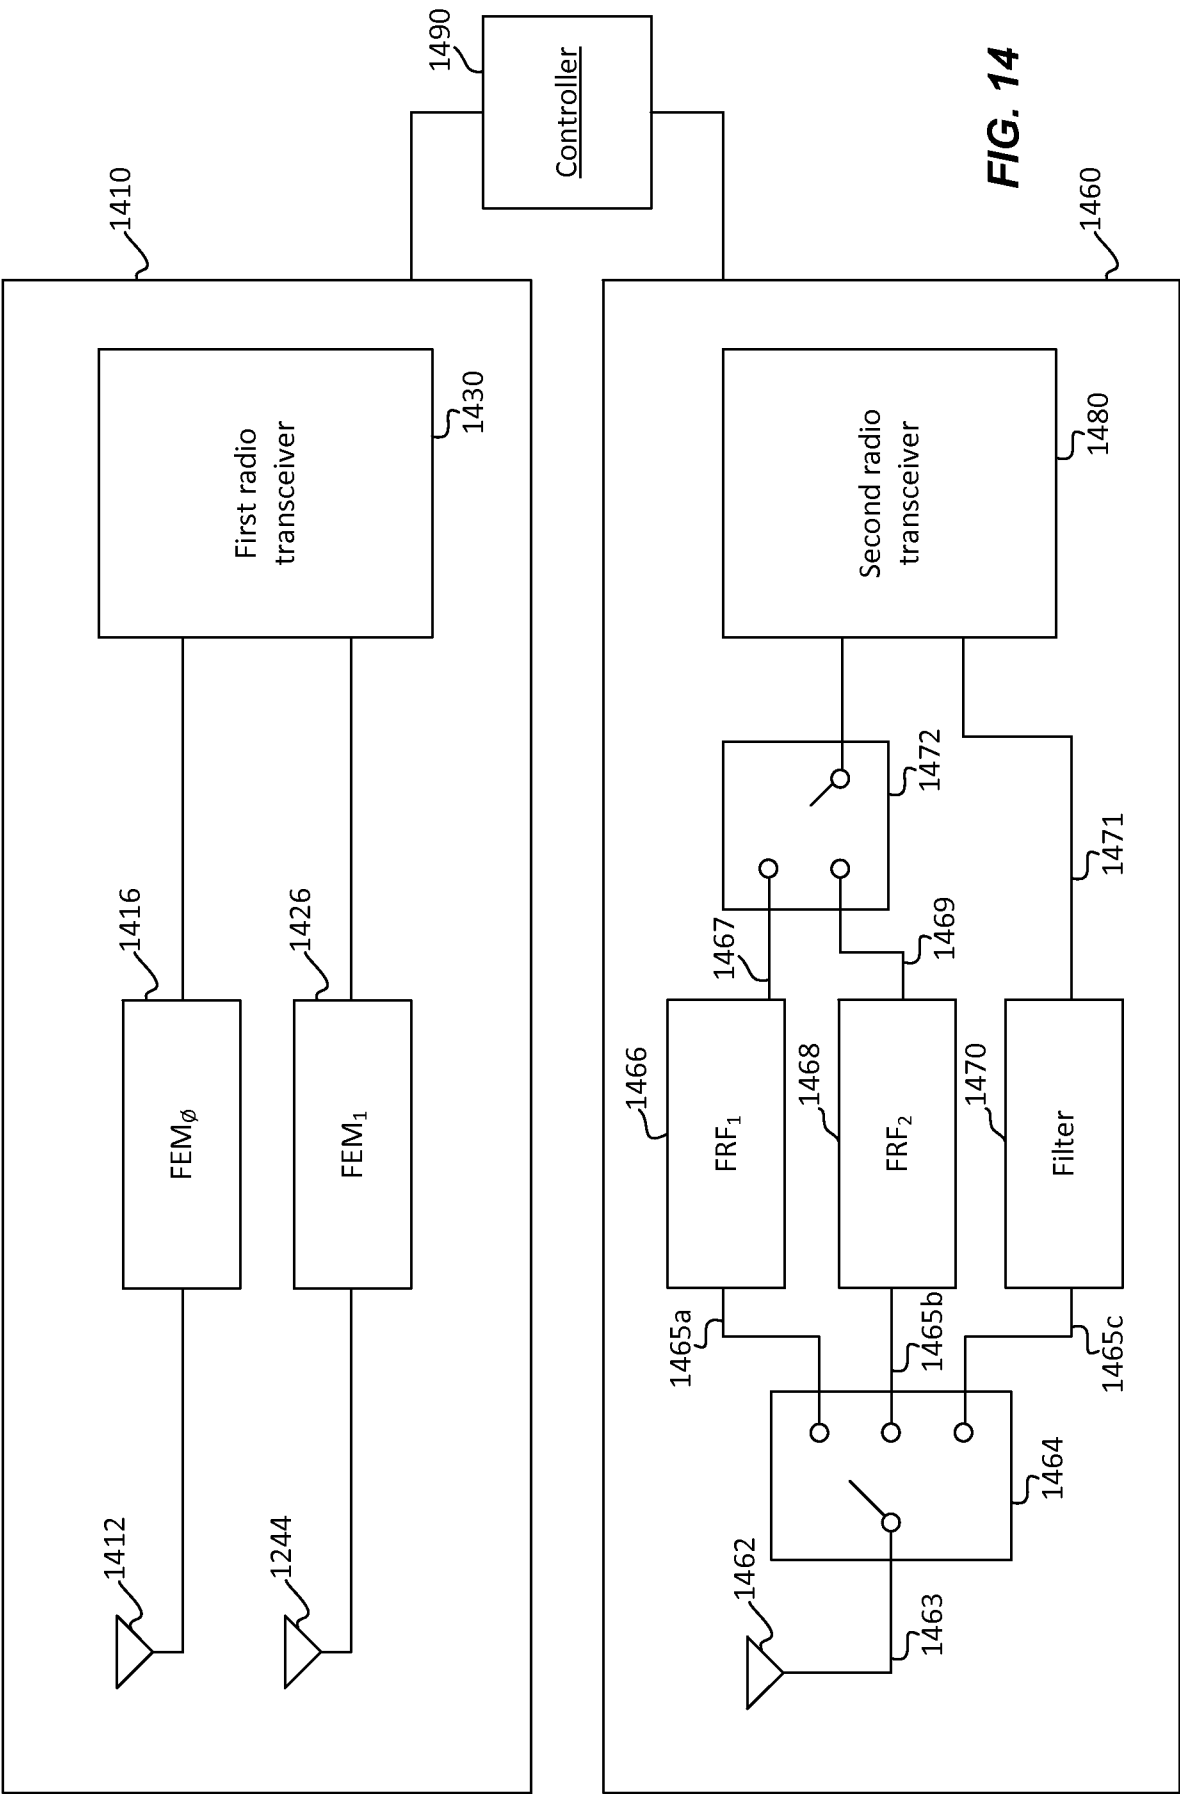 1410
1412
1416
FEMφ
First radio
transceiver
1244
1426
FEM1
1430
1490
Controller
1460
1462
1463
1464
1465a
1465b
1465c
1466
FRF1
1467
1468
FRF2
1469
1470
Filter
1471
1472
Second radio
transceiver
1480
FIG. 14